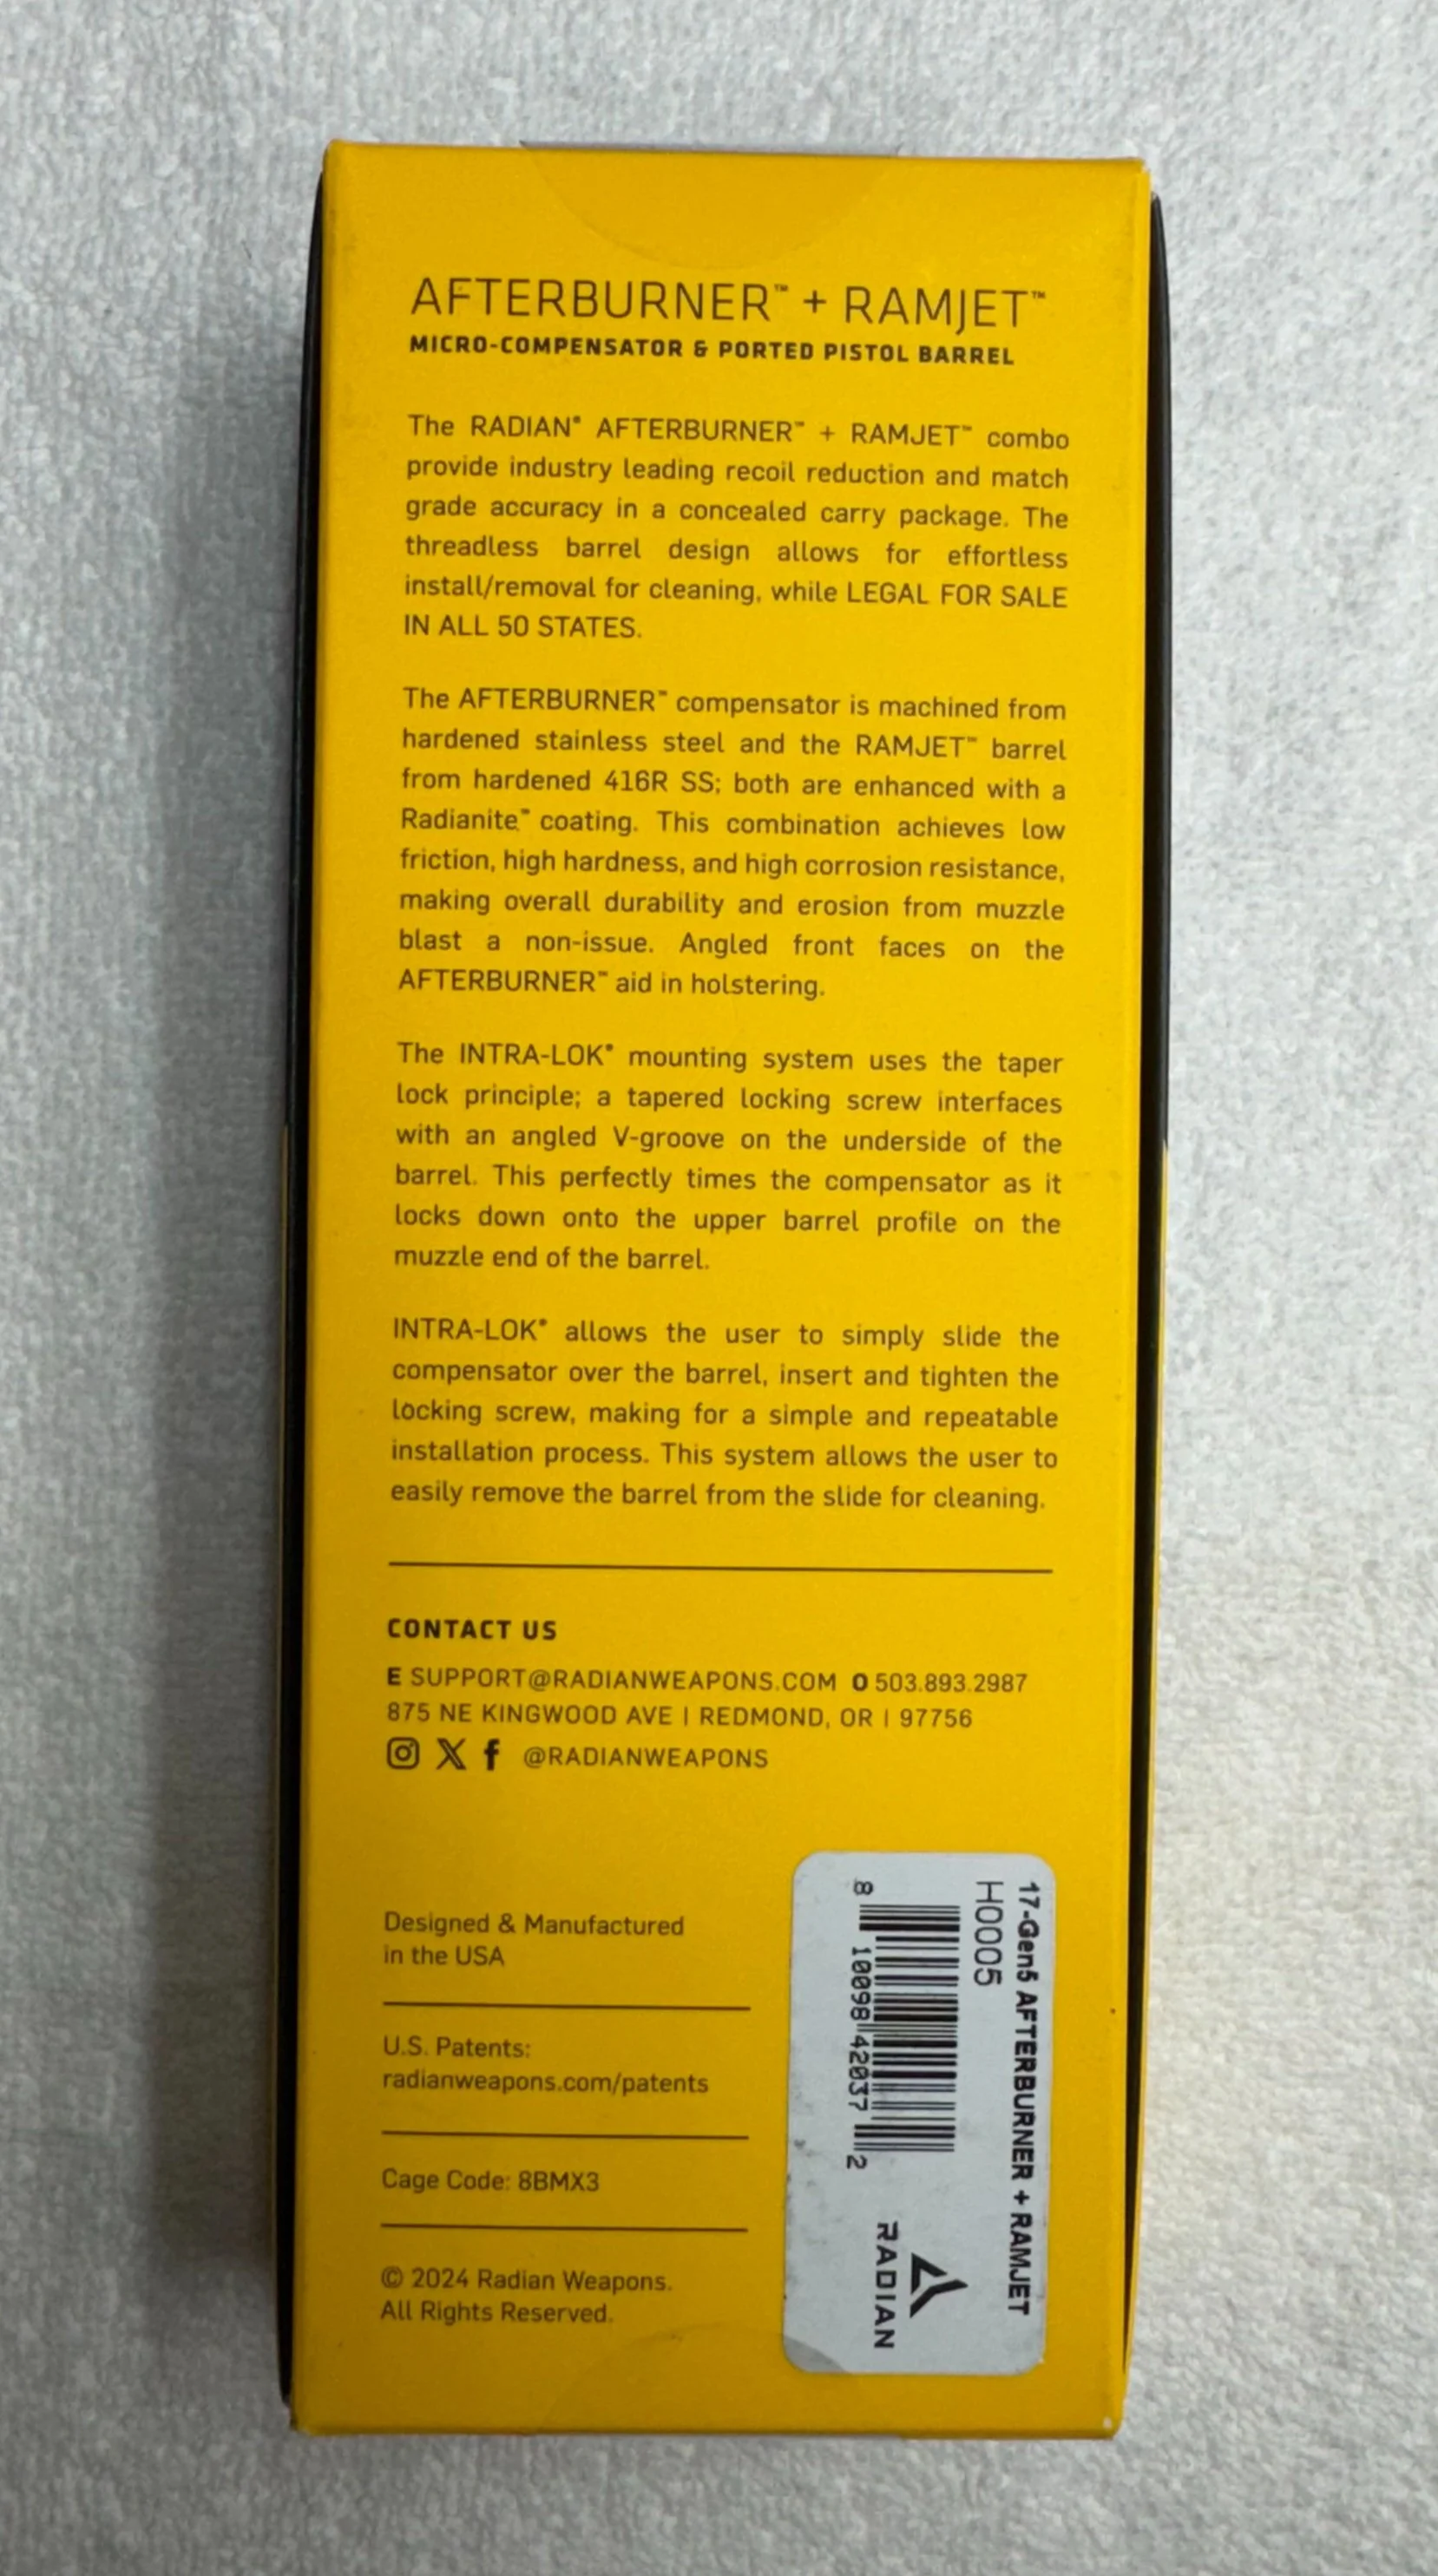 AFTERBURNER™ + RAMJET™
MICRO-COMPENSATOR & PORTED PISTOL BARREL
The RADIAN® AFTERBURNER™ + RAMJET™ combo
provide industry leading recoil reduction and match
grade accuracy in a concealed carry package. The
threadless barrel design allows for effortless
install/removal for cleaning, while LEGAL FOR SALE
IN ALL 50 STATES.
The AFTERBURNER™ compensator is machined from
hardened stainless steel and the RAMJET™ barrel
from hardened 416R SS; both are enhanced with a
Radianite™ coating. This combination achieves low
friction, high hardness, and high corrosion resistance,
making overall durability and erosion from muzzle
blast a non-issue. Angled front faces on the
AFTERBURNER™ aid in holstering.
The INTRA-LOK® mounting system uses the taper
lock principle; a tapered locking screw interfaces
with an angled V-groove on the underside of the
barrel. This perfectly times the compensator as it
locks down onto the upper barrel profile on the
muzzle end of the barrel.
INTRA-LOK® allows the user to simply slide the
compensator over the barrel, insert and tighten the
locking screw, making for a simple and repeatable
installation process. This system allows the user to
easily remove the barrel from the slide for cleaning.
CONTACT US
E SUPPORT@RADIANWEAPONS.COM O 503.893.2987
875 NE KINGWOOD AVE | REDMOND, OR | 97756
@RADIANWEAPONS
Designed & Manufactured
in the USA
U.S. Patents:
radianweapons.com/patents
Cage Code: 8BMX3
© 2024 Radian Weapons.
All Rights Reserved.
17-Gen5 AFTERBURNER + RAMJET
H0005
8 10098 42037 2
RADIAN